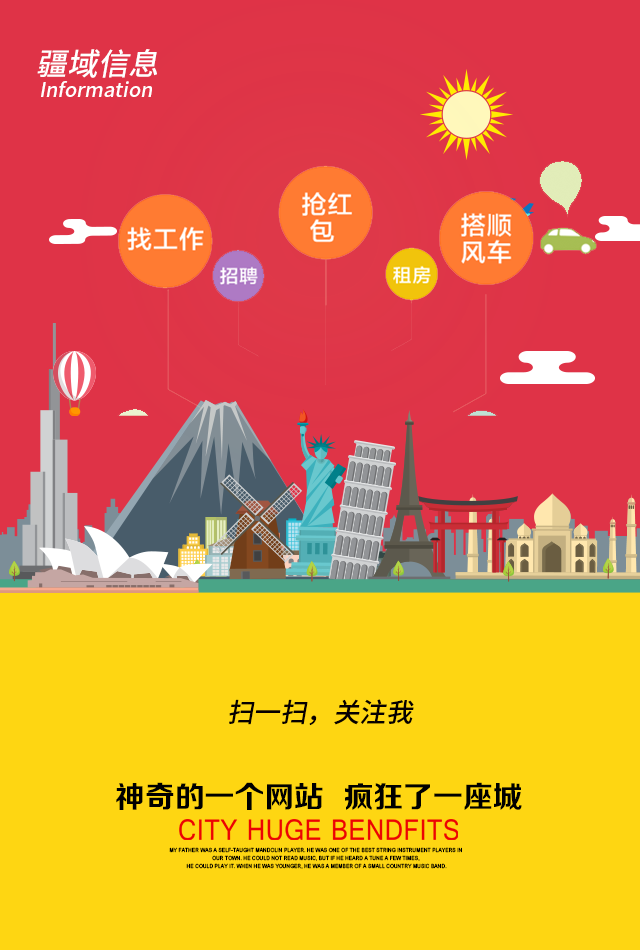 疆域信息
Information
抢红
包
找工作
搭顺
风车
招聘
租房
扫一扫，关注我
神奇的一个网站 疯狂了一座城
CITY HUGE BENDFITS
MY FATHER WAS A SELF-TAUGHT MANDOLIN PLAYER. HE WAS ONE OF THE BEST STRING INSTRUMENT PLAYERS IN
OUR TOWN. HE COULD NOT READ MUSIC, BUT IF HE HEARD A TUNE A FEW TIMES,
HE COULD PLAY IT. WHEN HE WAS YOUNGER, HE WAS A MEMBER OF A SMALL COUNTRY MUSIC BAND.